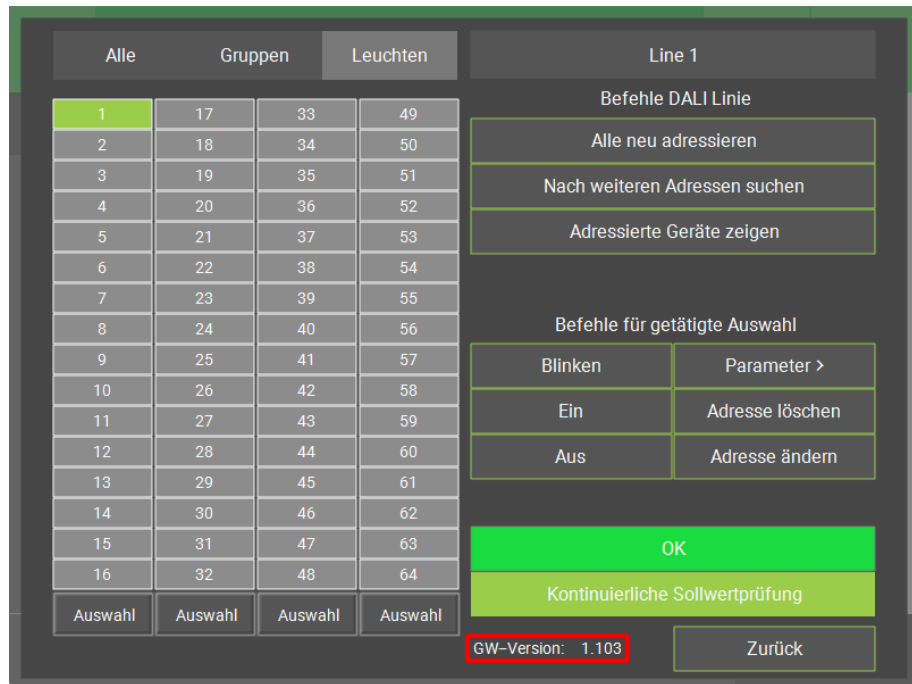 Alle Gruppen Leuchten
1 17 33 49
2 18 34 50
3 19 35 51
4 20 36 52
5 21 37 53
6 22 38 54
7 23 39 55
8 24 40 56
9 25 41 57
10 26 42 58
11 27 43 59
12 28 44 60
13 29 45 61
14 30 46 62
15 31 47 63
16 32 48 64
Auswahl Auswahl Auswahl Auswahl
Line 1
Befehle DALI Linie
Alle neu adressieren
Nach weiteren Adressen suchen
Adressierte Geräte zeigen
Befehle für getätigte Auswahl
Blinken Parameter >
Ein Adresse löschen
Aus Adresse ändern
OK
Kontinuierliche Sollwertprüfung
GW-Version: 1.103 Zurück